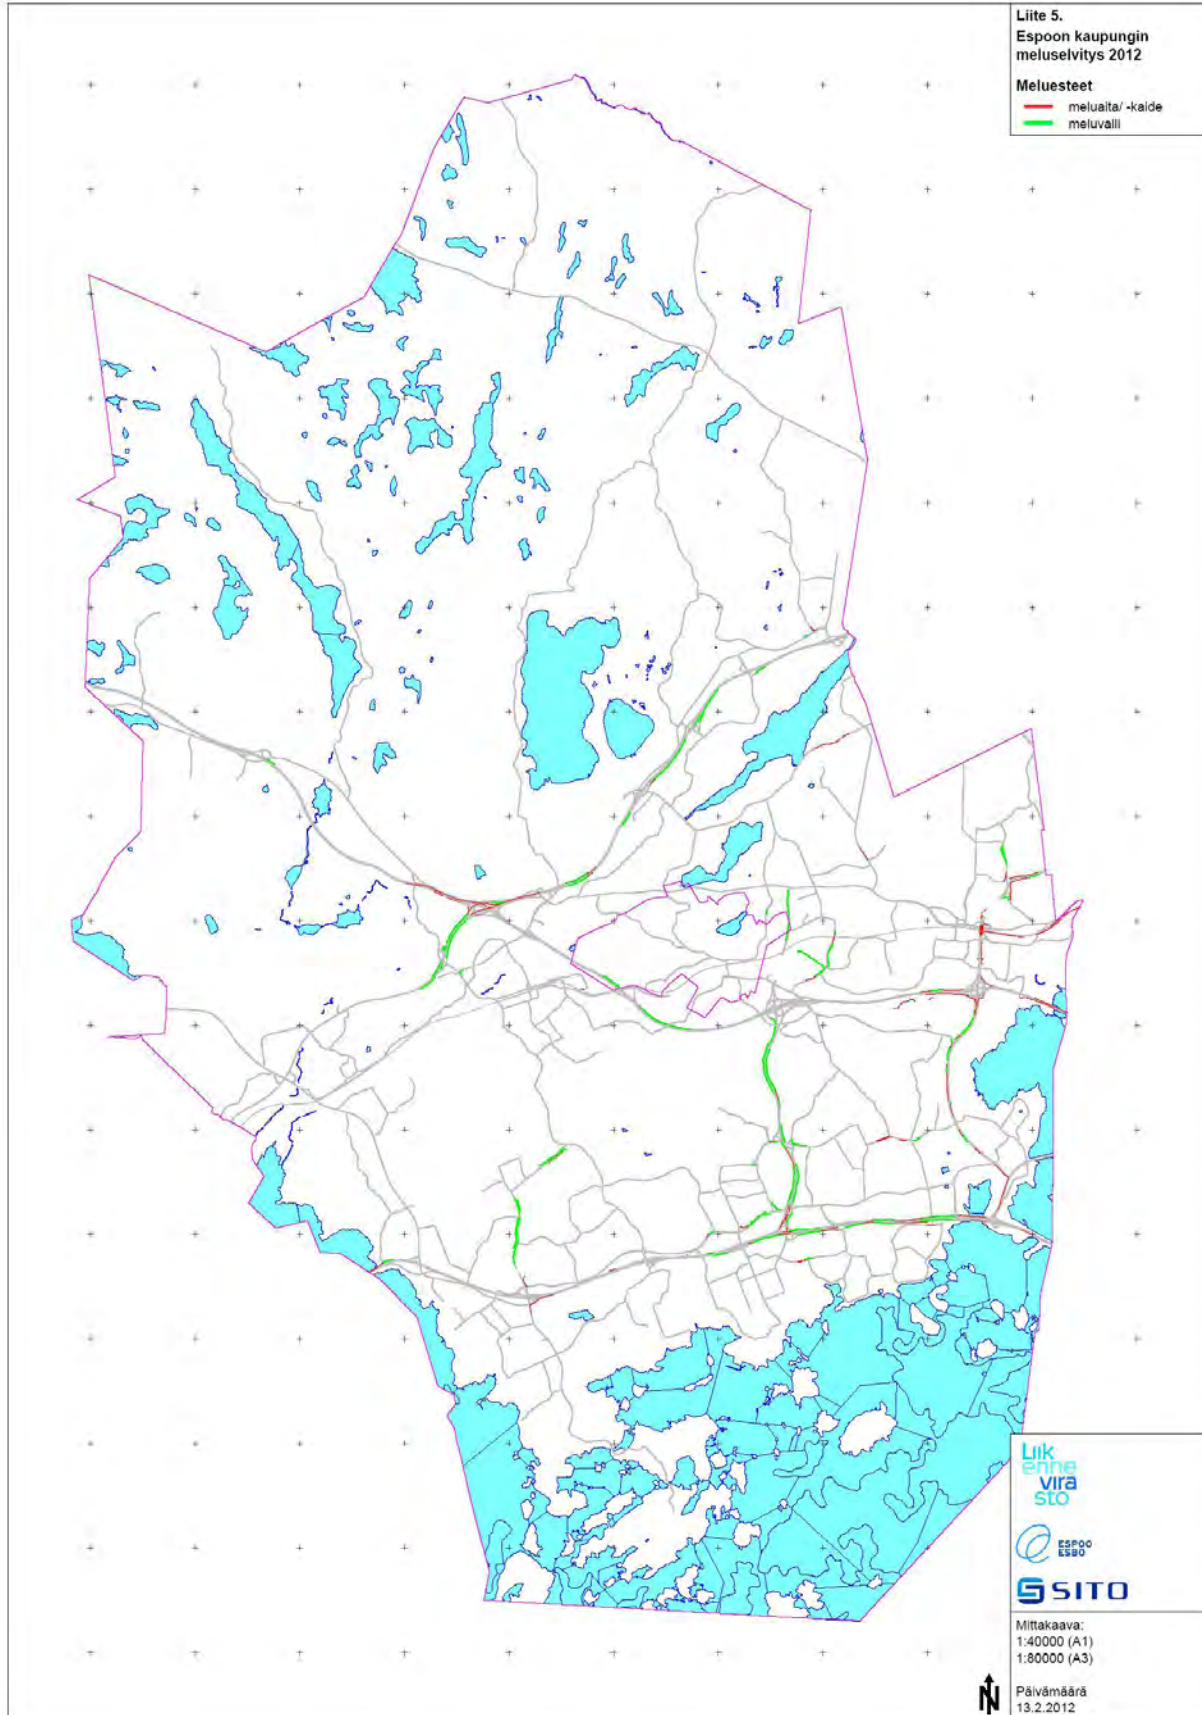 Liite 5.
Espoon kaupungin
meluselvitys 2012
Meluesteet
meluaita/ -kaide
meluvalli
Liik
enne
vira
sto
ESPOO
ESBO
SITO
Mittakaava:
1:40000 (A1)
1:80000 (A3)
N
Päivämäärä
13.2.2012